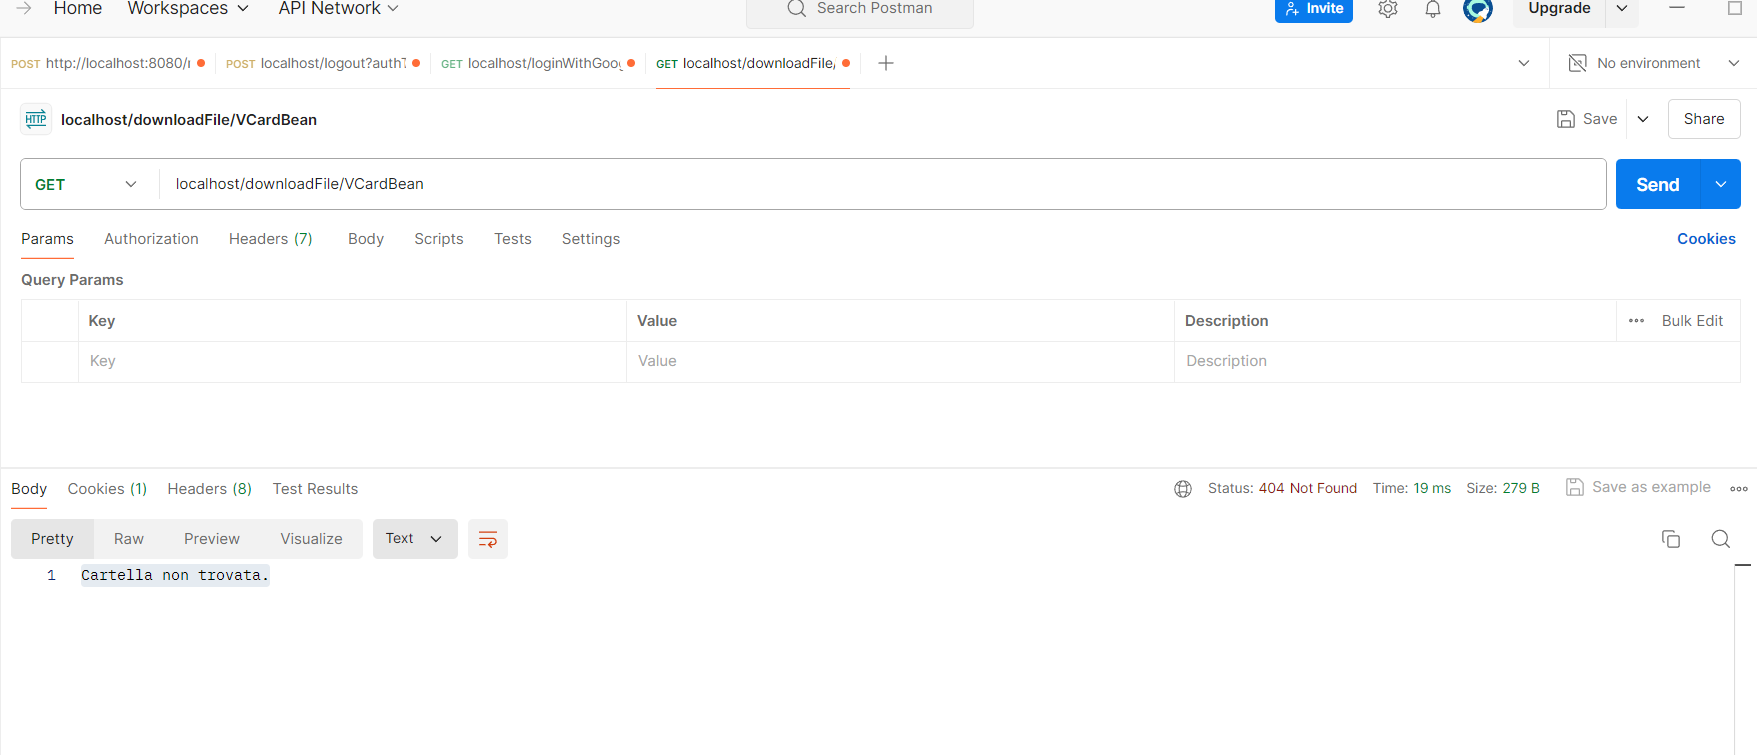 Home Workspaces API Network Search Postman Invite Upgrade
POST http://localhost:8080/r POST localhost/logout?authT GET localhost/loginWithGoog GET localhost/downloadFile/ No environment
HTTP localhost/downloadFile/VCardBean Save Share
GET localhost/downloadFile/VCardBean Send
Params Authorization Headers (7) Body Scripts Tests Settings Cookies
Query Params
Key Value Description Bulk Edit
Key Value Description
Body Cookies (1) Headers (8) Test Results Status: 404 Not Found Time: 19 ms Size: 279 B Save as example
Pretty Raw Preview Visualize Text
1 Cartella non trovata.